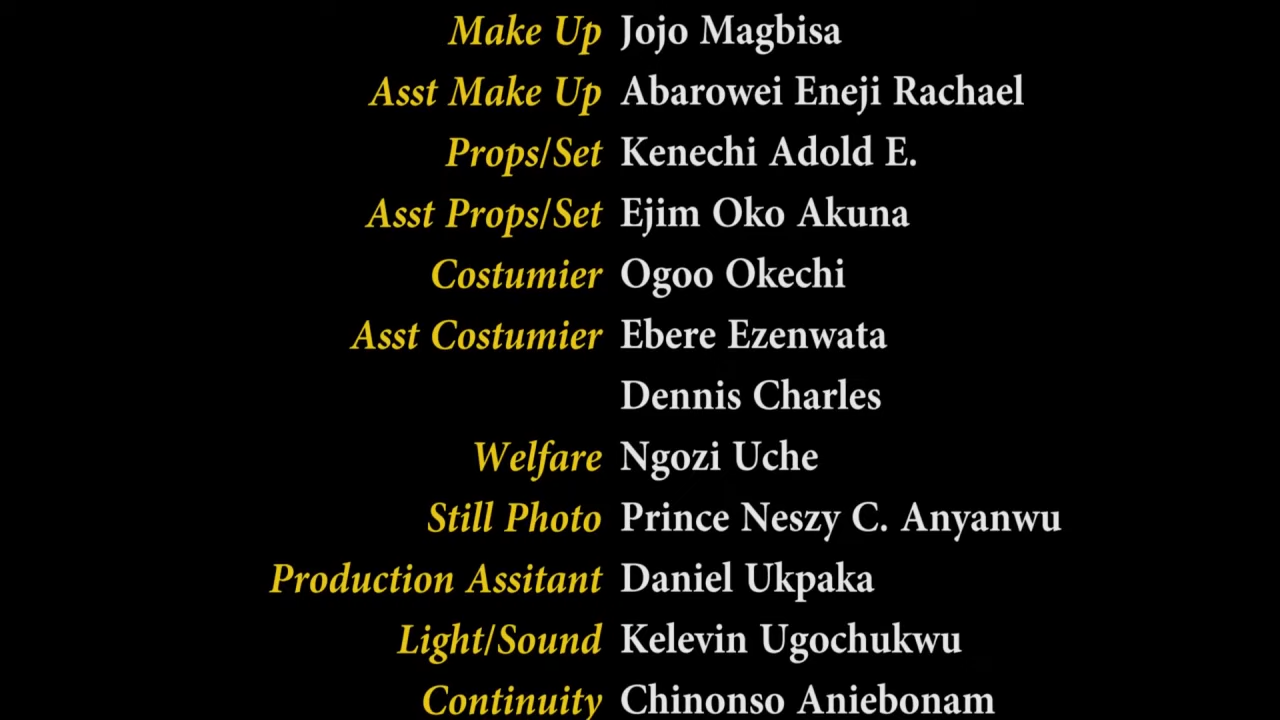 Make Up Jojo Magbisa
Asst Make Up Abarowei Eneji Rachael
Props/Set Kenechi Adold E.
Asst Props/Set Ejim Oko Akuna
Costumier Ogoo Okechi
Asst Costumier Ebere Ezenwata
Dennis Charles
Welfare Ngozi Uche
Still Photo Prince Neszy C. Anyanwu
Production Assitant Daniel Ukpaka
Light/Sound Kelevin Ugochukwu
Continuity Chinonso Aniebonam